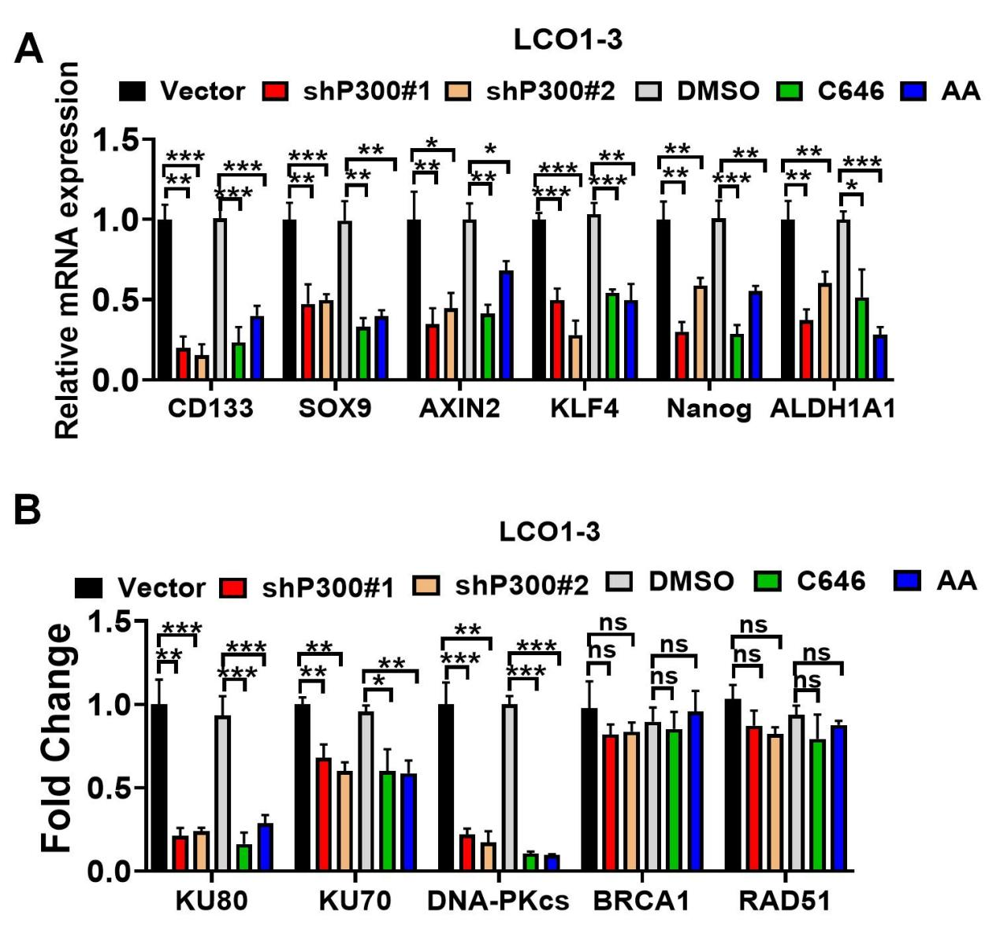 A
LCO1-3
Vector shP300#1 shP300#2 DMSO C646 AA
Relative mRNA expression
1.5
1.0
0.5
0.0
*** ** *** *** *** ** ** ** * ** * ** *** *** ** *** ** ** ** *** ** ** *** *
CD133 SOX9 AXIN2 KLF4 Nanog ALDH1A1
B
LCO1-3
Vector shP300#1 shP300#2 DMSO C646 AA
Fold Change
1.5
1.0
0.5
0.0
*** ** *** *** ** ** ** * ** *** *** *** ns ns ns ns ns ns ns ns
KU80 KU70 DNA-PKcs BRCA1 RAD51